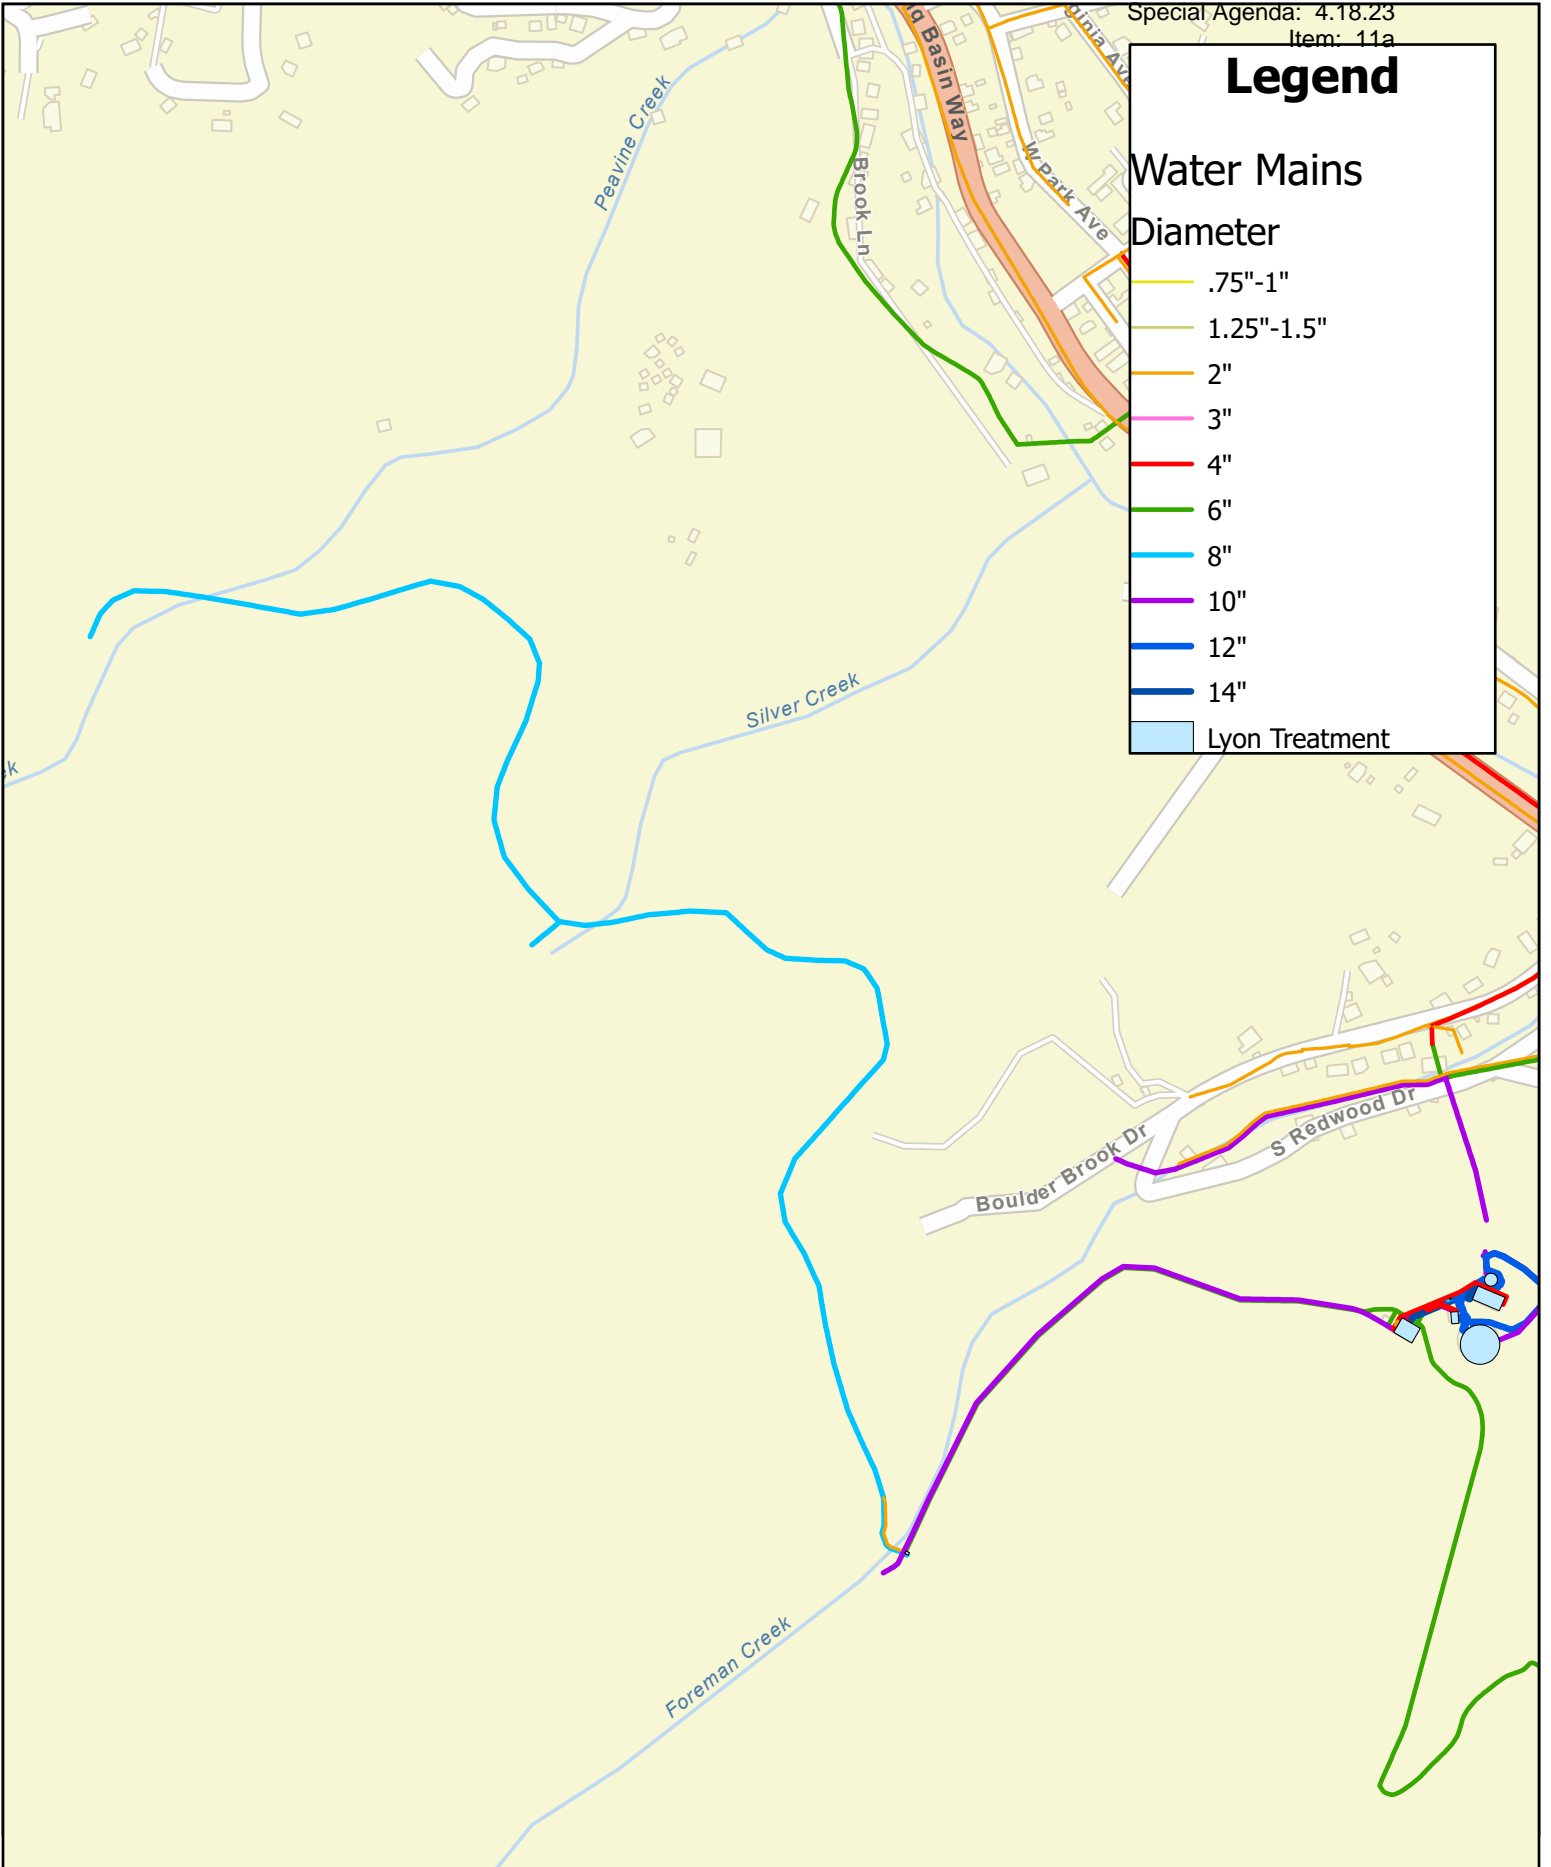 Special Agenda: 4.18.23
Item: 11a
Legend
Water Mains
Diameter
.75"-1"
1.25"-1.5"
2"
3"
4"
6"
8"
10"
12"
14"
Lyon Treatment
Peavine Creek
Basin Way
W Park Ave
Brook Ln
Silver Creek
Boulder Brook Dr
S Redwood Dr
Foreman Creek